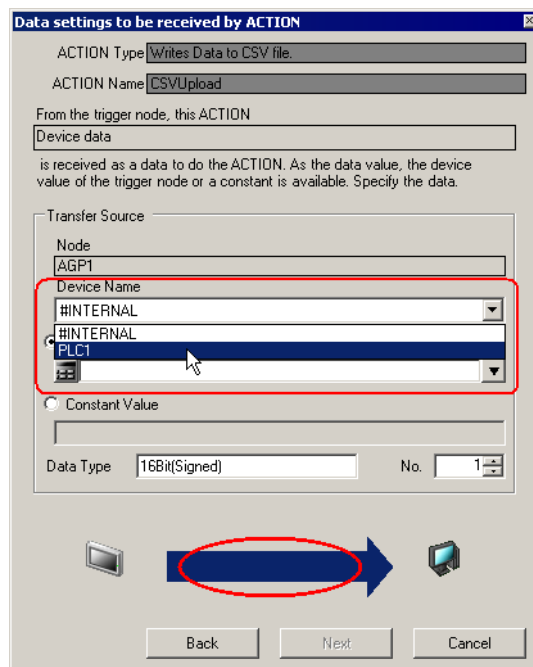 Data settings to be received by ACTION
ACTION Type Writes Data to CSV file.
ACTION Name CSVUpload
From the trigger node, this ACTION
Device data
is received as a data to do the ACTION. As the data value, the device
value of the trigger node or a constant is available. Specify the data.
Transfer Source
Node
AGP1
Device Name
#INTERNAL
#INTERNAL
PLC1
Constant Value
Data Type 16Bit(Signed) No. 1
Back Next Cancel